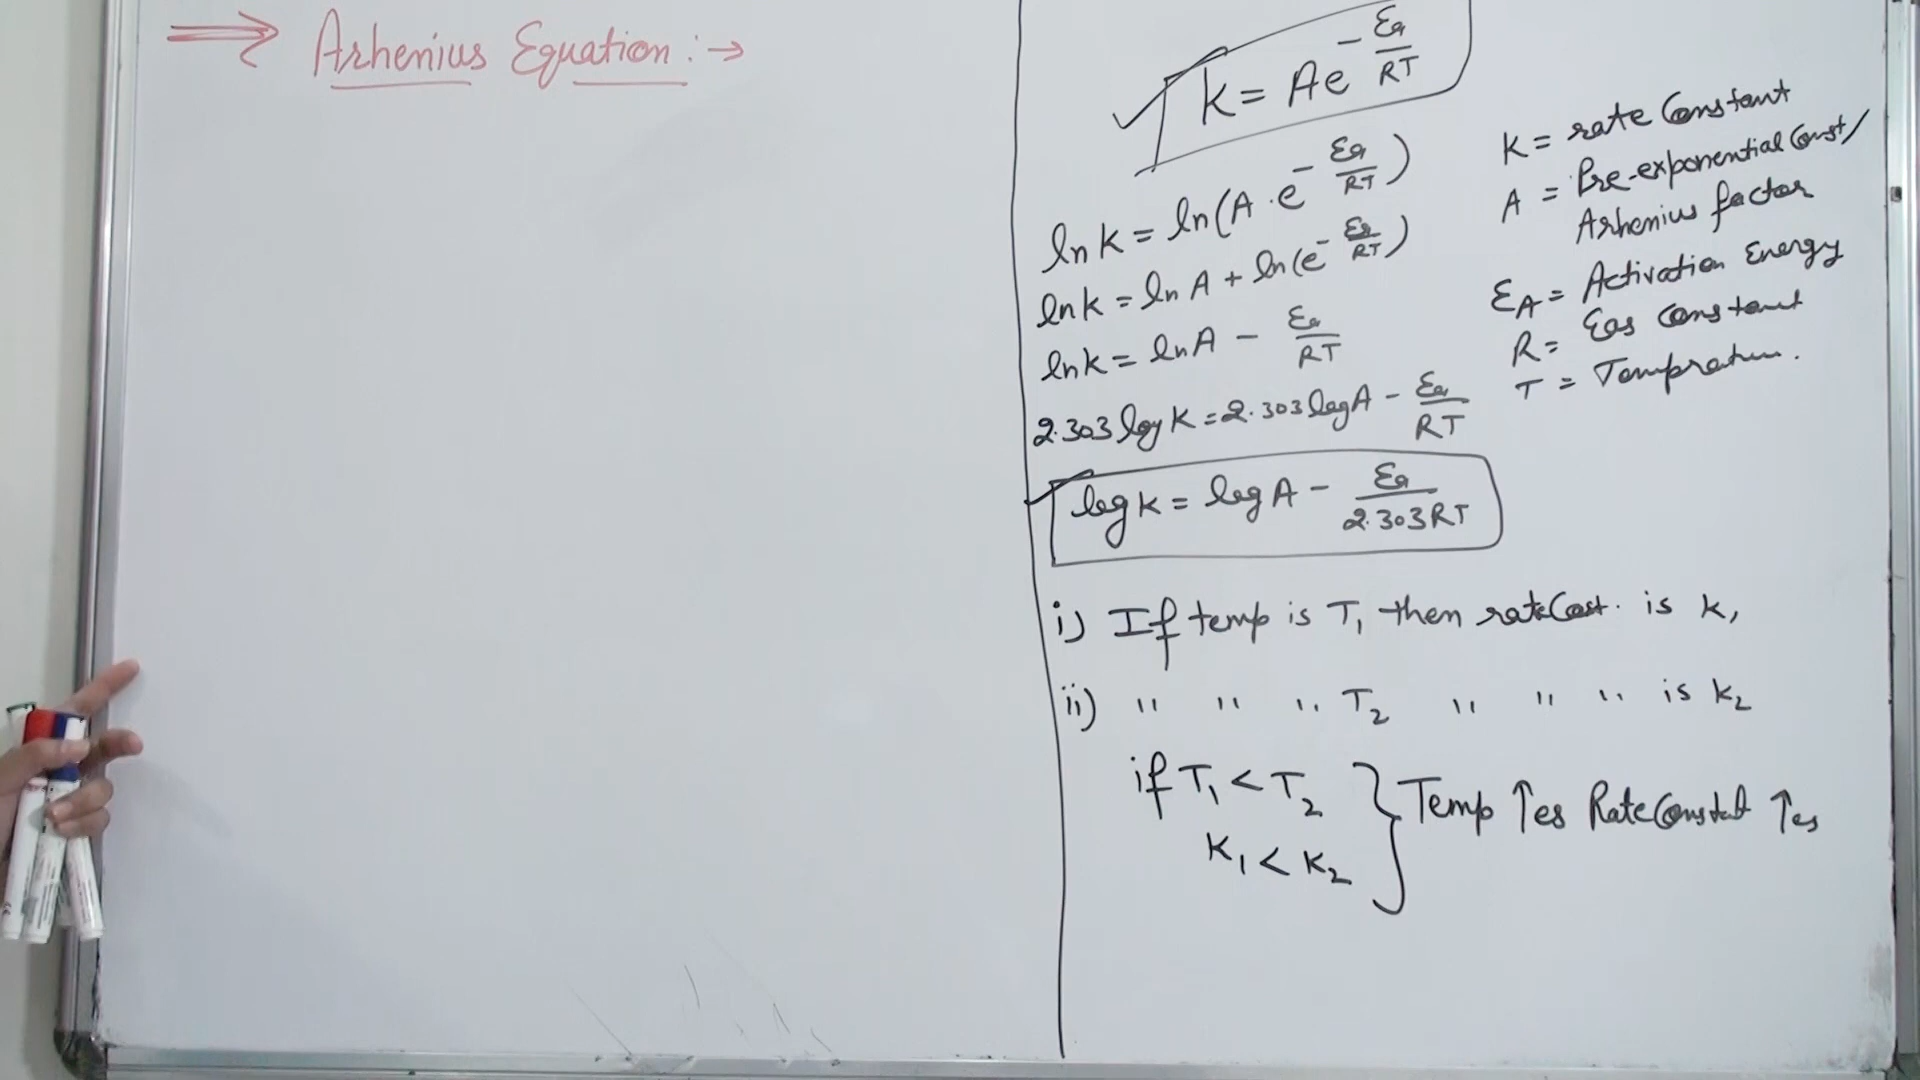 ⇒ Arhenius Equation :→
k = Ae^(-Ea/RT)
ln k = ln(A · e^(-Ea/RT))
ln k = ln A + ln(e^(-Ea/RT))
ln k = ln A - Ea/RT
2.303 log k = 2.303 log A - Ea/RT
log k = log A - Ea/2.303RT
K = rate Constant
A = Pre-exponential Const/
Arhenius factor
EA = Activation Energy
R = Gas Constant
T = Tempratur.
i) If temp is T₁ then rate Cost. is k₁
ii) " " " T₂ " " " is k₂
if T₁ < T₂
K₁ < K₂
} Temp ↑es Rate Constat ↑es